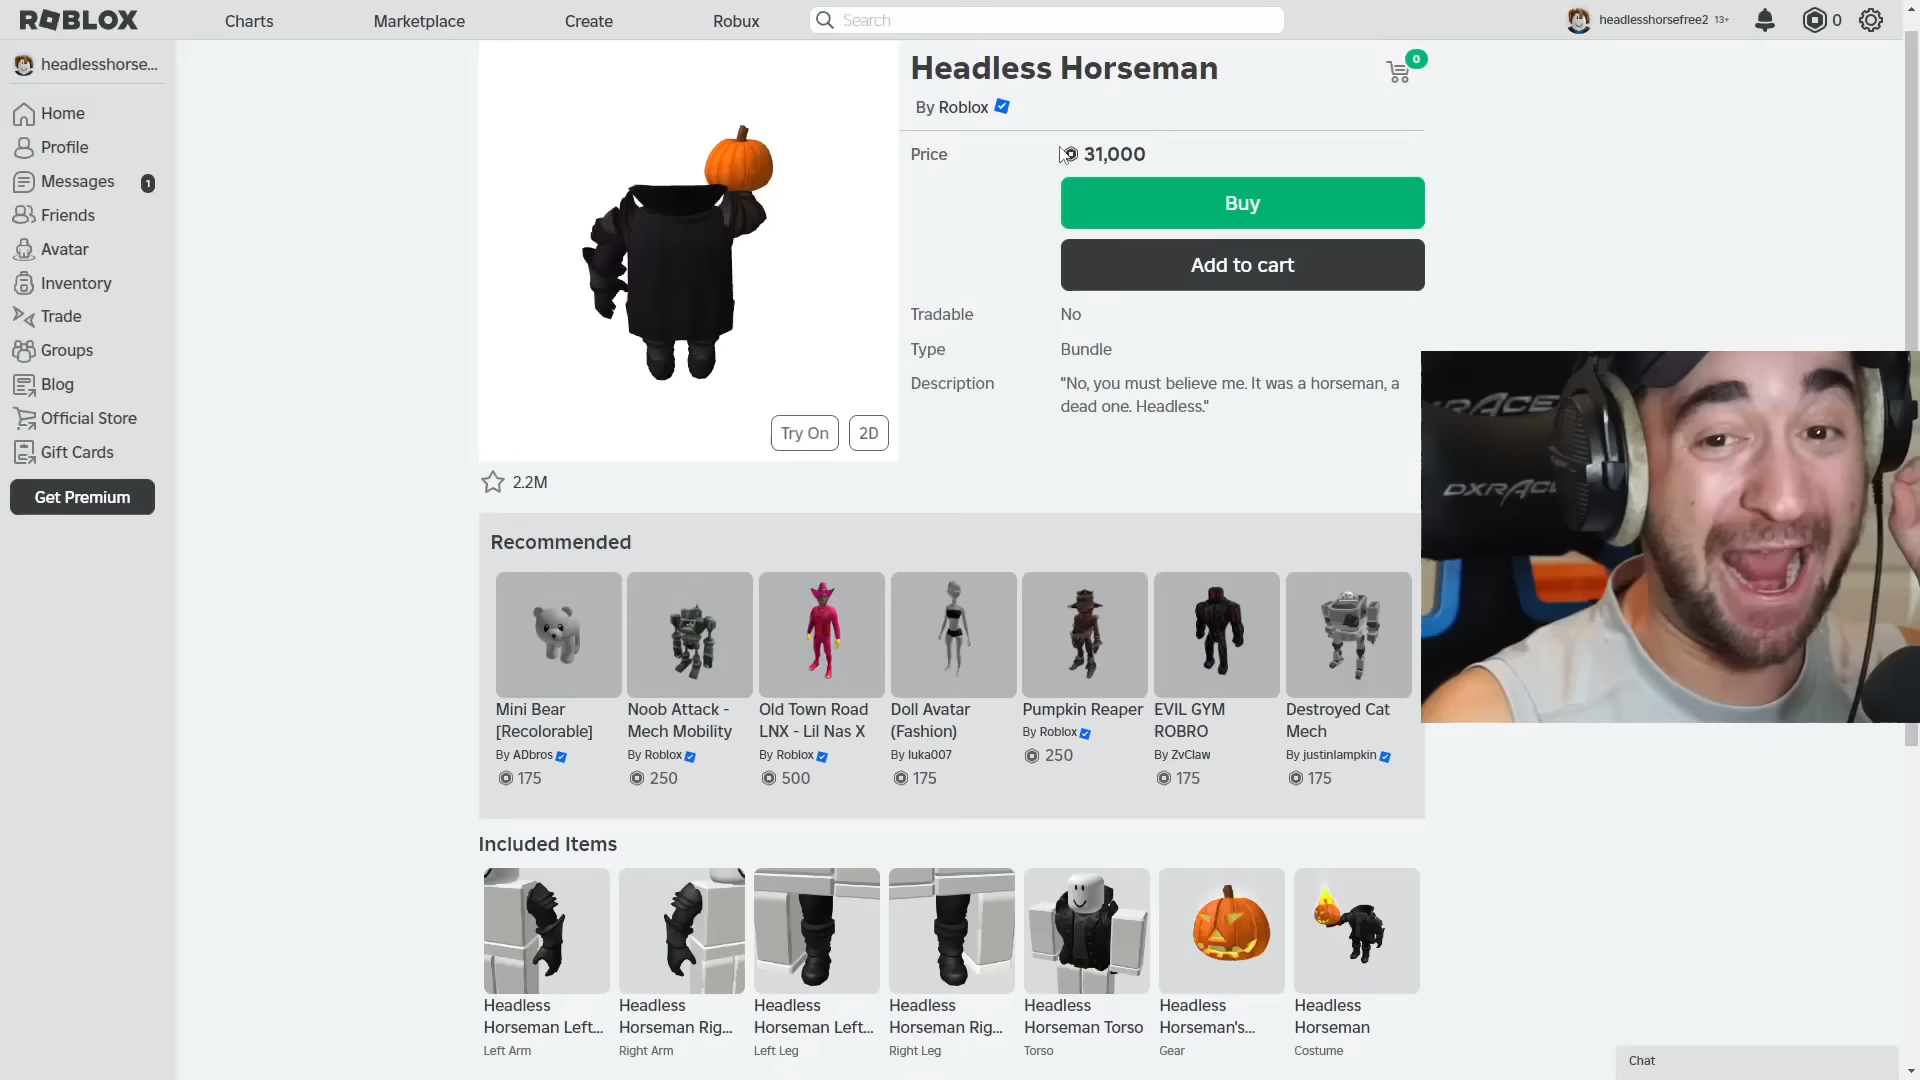 ROBLOX
Charts
Marketplace
Create
Robux
Search
headlesshorsefree2 13+
0
headlesshorse...
Home
Profile
Messages
1
Friends
Avatar
Inventory
Trade
Groups
Blog
Official Store
Gift Cards
Get Premium
Headless Horseman
0
By Roblox
Price
31,000
Buy
Add to cart
Tradable
No
Type
Bundle
Description
"No, you must believe me. It was a horseman, a
dead one. Headless."
Try On
2D
2.2M
DXRACE
Recommended
Mini Bear
[Recolorable]
By ADbros
175
Noob Attack -
Mech Mobility
By Roblox
250
Old Town Road
LNX - Lil Nas X
By Roblox
500
Doll Avatar
(Fashion)
By luka007
175
Pumpkin Reaper
By Roblox
250
EVIL GYM
ROBRO
By ZvClaw
175
Destroyed Cat
Mech
By justinlampkin
175
Included Items
Headless
Horseman Left...
Left Arm
Headless
Horseman Rig...
Right Arm
Headless
Horseman Left...
Left Leg
Headless
Horseman Rig...
Right Leg
Headless
Horseman Torso
Torso
Headless
Horseman's...
Gear
Headless
Horseman
Costume
Chat